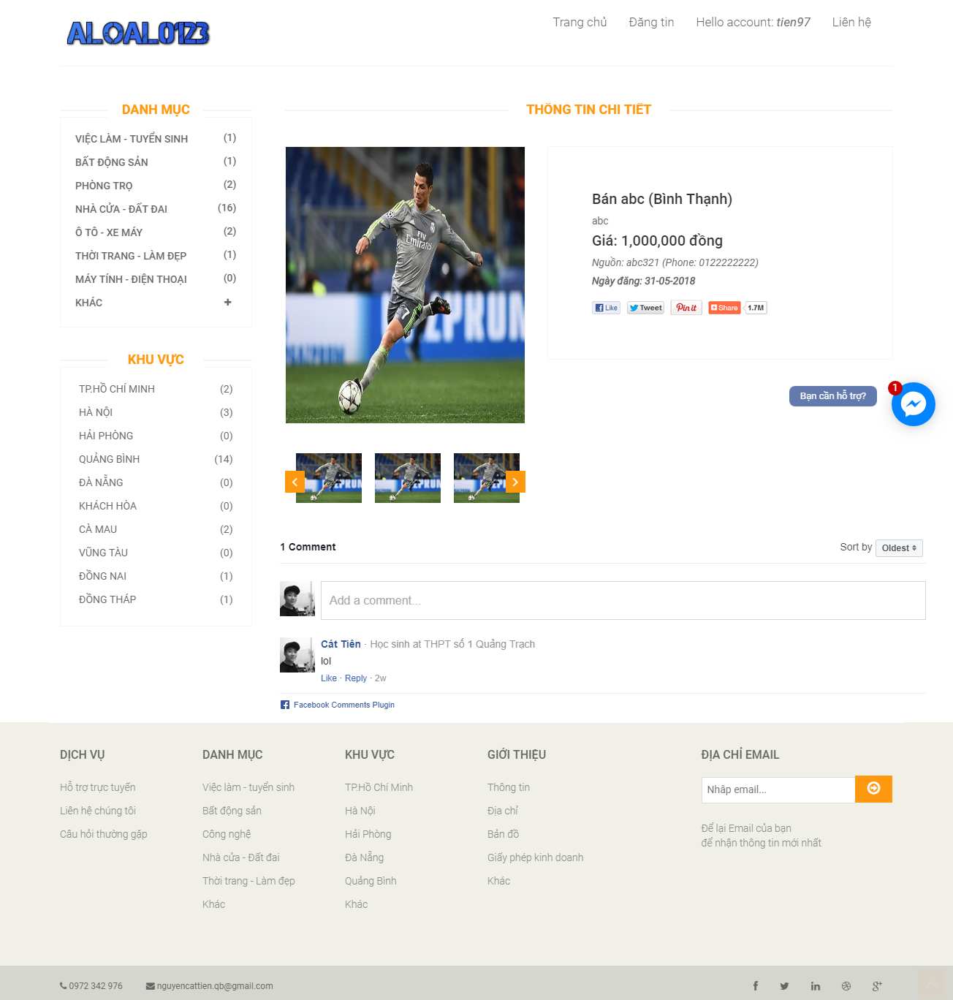 ALOALO123
Trang chủ Đăng tin Hello account: tien97 Liên hệ
DANH MỤC
VIỆC LÀM - TUYỂN SINH (1)
BẤT ĐỘNG SẢN (1)
PHÒNG TRỌ (2)
NHÀ CỬA - ĐẤT ĐAI (16)
Ô TÔ - XE MÁY (2)
THỜI TRANG - LÀM ĐẸP (1)
MÁY TÍNH - ĐIỆN THOẠI (0)
KHÁC +
KHU VỰC
TP.HỒ CHÍ MINH (2)
HÀ NỘI (3)
HẢI PHÒNG (0)
QUẢNG BÌNH (14)
ĐÀ NẴNG (0)
KHÁCH HÒA (0)
CÀ MAU (2)
VŨNG TÀU (0)
ĐỒNG NAI (1)
ĐỒNG THÁP (1)
THÔNG TIN CHI TIẾT
Fly
Emirates
7
ZPRUM
Bán abc (Bình Thạnh)
abc
Giá: 1,000,000 đồng
Nguồn: abc321 (Phone: 0122222222)
Ngày đăng: 31-05-2018
Like Tweet Pin it Share 1.7M
Bạn cần hỗ trợ?
1
1 Comment Sort by Oldest
Add a comment...
Cát Tiên · Học sinh at THPT số 1 Quảng Trạch
lol
Like · Reply · 2w
Facebook Comments Plugin
DỊCH VỤ
Hỗ trợ trực tuyến
Liên hệ chúng tôi
Câu hỏi thường gặp
DANH MỤC
Việc làm - tuyển sinh
Bất động sản
Công nghệ
Nhà cửa - Đất đai
Thời trang - Làm đẹp
Khác
KHU VỰC
TP.Hồ Chí Minh
Hà Nội
Hải Phòng
Đà Nẵng
Quảng Bình
Khác
GIỚI THIỆU
Thông tin
Địa chỉ
Bản đồ
Giấy phép kinh doanh
Khác
ĐỊA CHỈ EMAIL
Nhâp email...
Để lại Email của bạn
để nhận thông tin mới nhất
0972 342 976 nguyencattien.qb@gmail.com